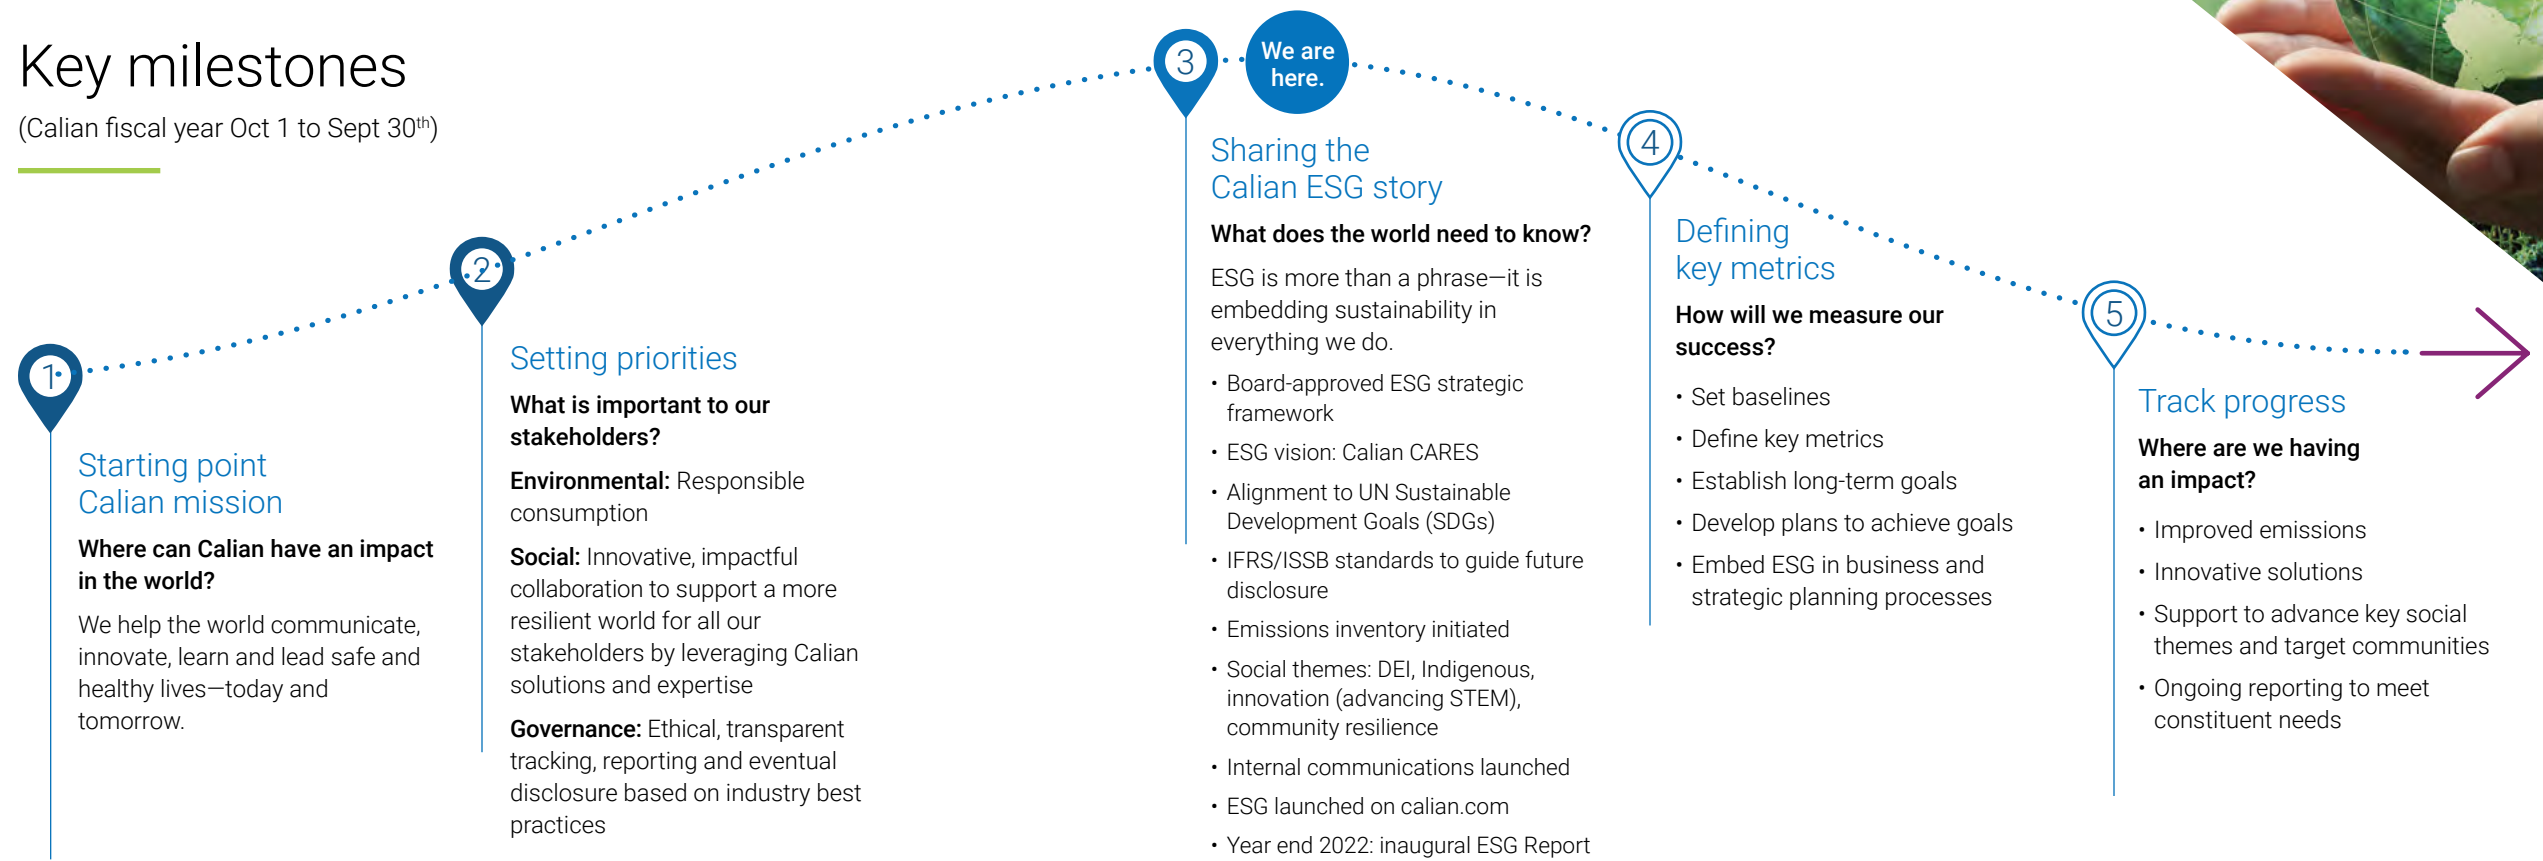 Key milestones
(Calian fiscal year Oct 1 to Sept 30th)
1
Starting point
Calian mission
Where can Calian have an impact
in the world?
We help the world communicate,
innovate, learn and lead safe and
healthy lives—today and
tomorrow.
2
Setting priorities
What is important to our
stakeholders?
Environmental: Responsible
consumption
Social: Innovative, impactful
collaboration to support a more
resilient world for all our
stakeholders by leveraging Calian
solutions and expertise
Governance: Ethical, transparent
tracking, reporting and eventual
disclosure based on industry best
practices
3
We are
here.
Sharing the
Calian ESG story
What does the world need to know?
ESG is more than a phrase—it is
embedding sustainability in
everything we do.
• Board-approved ESG strategic
framework
• ESG vision: Calian CARES
• Alignment to UN Sustainable
Development Goals (SDGs)
• IFRS/ISSB standards to guide future
disclosure
• Emissions inventory initiated
• Social themes: DEI, Indigenous,
innovation (advancing STEM),
community resilience
• Internal communications launched
• ESG launched on calian.com
• Year end 2022: inaugural ESG Report
4
Defining
key metrics
How will we measure our
success?
• Set baselines
• Define key metrics
• Establish long-term goals
• Develop plans to achieve goals
• Embed ESG in business and
strategic planning processes
5
Track progress
Where are we having
an impact?
• Improved emissions
• Innovative solutions
• Support to advance key social
themes and target communities
• Ongoing reporting to meet
constituent needs